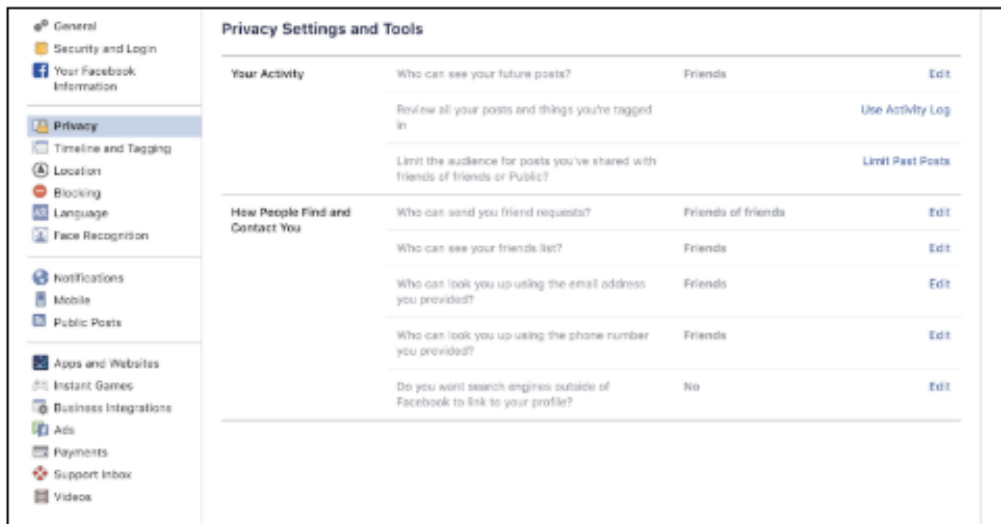 General
Security and Login
Your Facebook
Information
Privacy
Timeline and Tagging
Location
Blocking
Language
Face Recognition
Notifications
Mobile
Public Posts
Apps and Websites
Instant Games
Business Integrations
Ads
Payments
Support Inbox
Videos
Privacy Settings and Tools
Your Activity
Who can see your future posts? Friends Edit
Review all your posts and things you're tagged
in
Use Activity Log
Limit the audience for posts you've shared with
friends of friends or Public?
Limit Past Posts
How People Find and
Contact You
Who can send you friend requests? Friends of friends Edit
Who can see your friends list? Friends Edit
Who can look you up using the email address
you provided?
Friends Edit
Who can look you up using the phone number
you provided?
Friends Edit
Do you want search engines outside of
Facebook to link to your profile?
No Edit